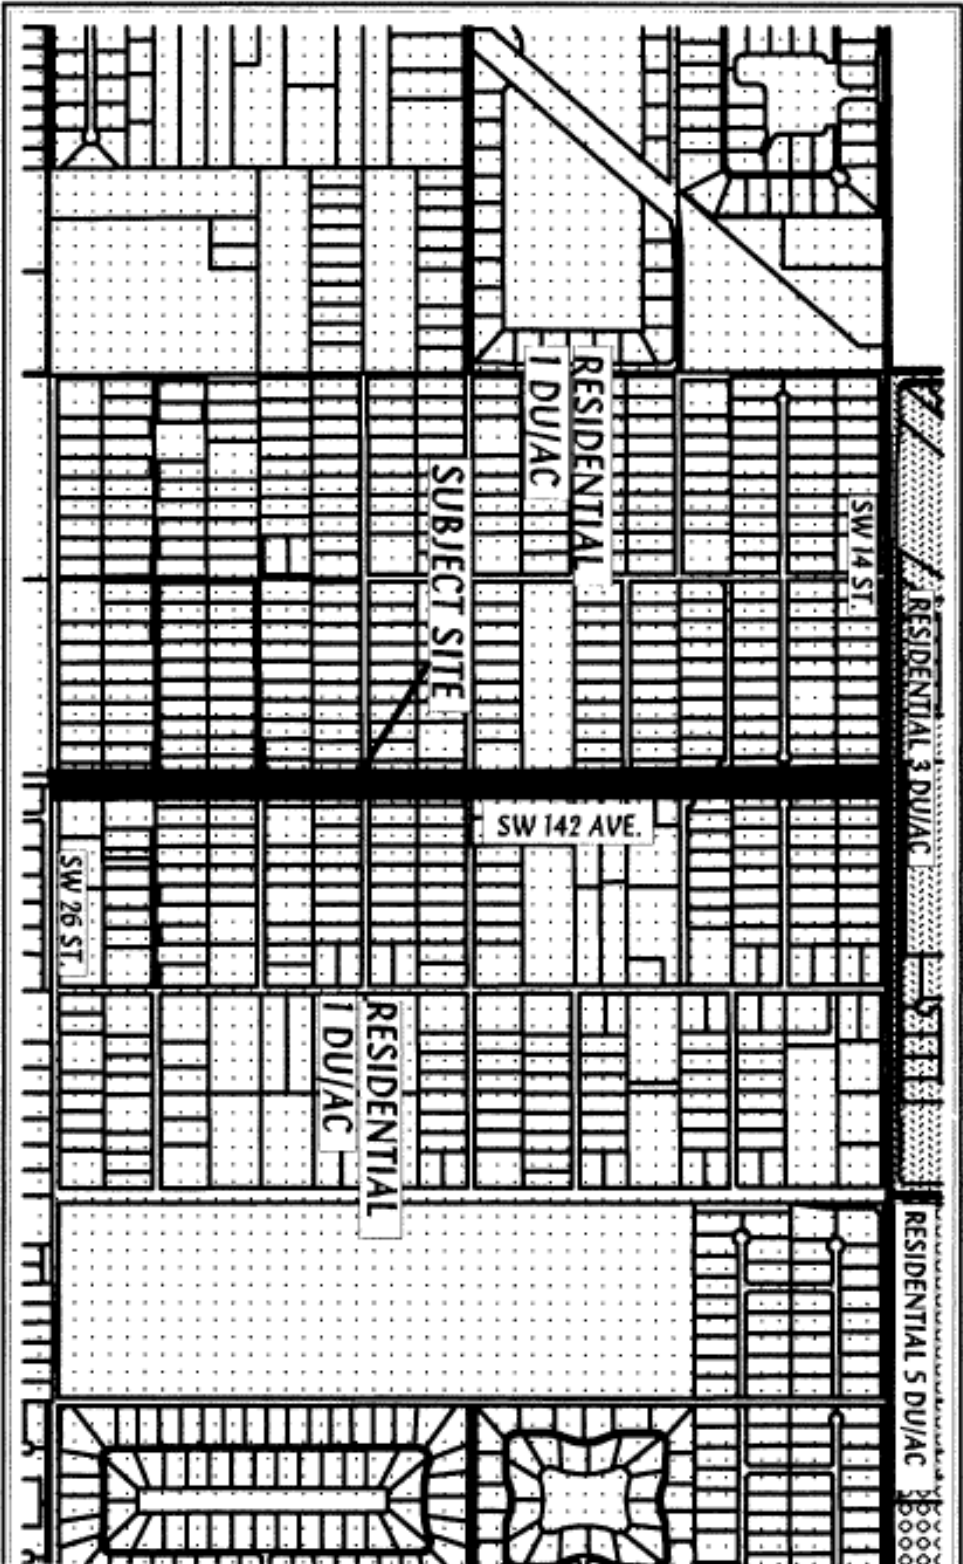 RESIDENTIAL
1 DU/AC
SUBJECT SITE
SW 14 ST.
RESIDENTIAL 3 DU/AC
SW 142 AVE.
SW 26 ST.
RESIDENTIAL
1 DU/AC
RESIDENTIAL 5 DU/AC